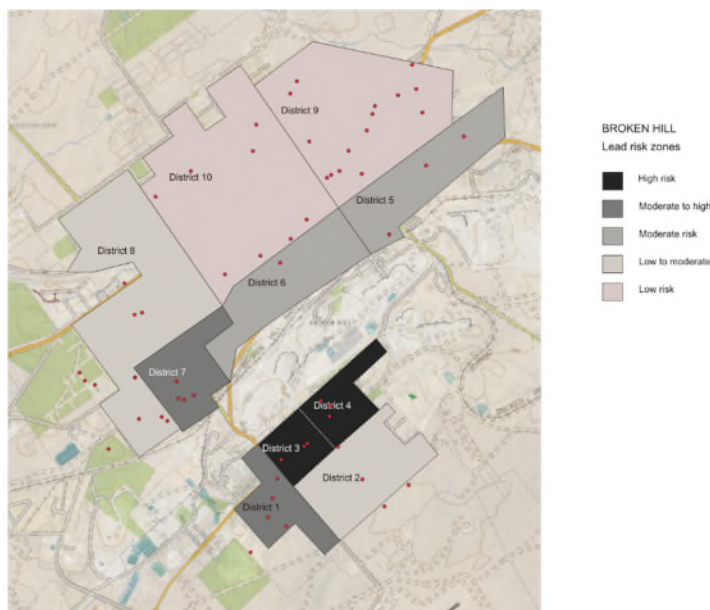 District 9
District 10
District 5
District 8
District 6
District 7
District 4
District 3
District 2
District 1
BROKEN HILL
Lead risk zones
High risk
Moderate to high
Moderate risk
Low to moderate
Low risk